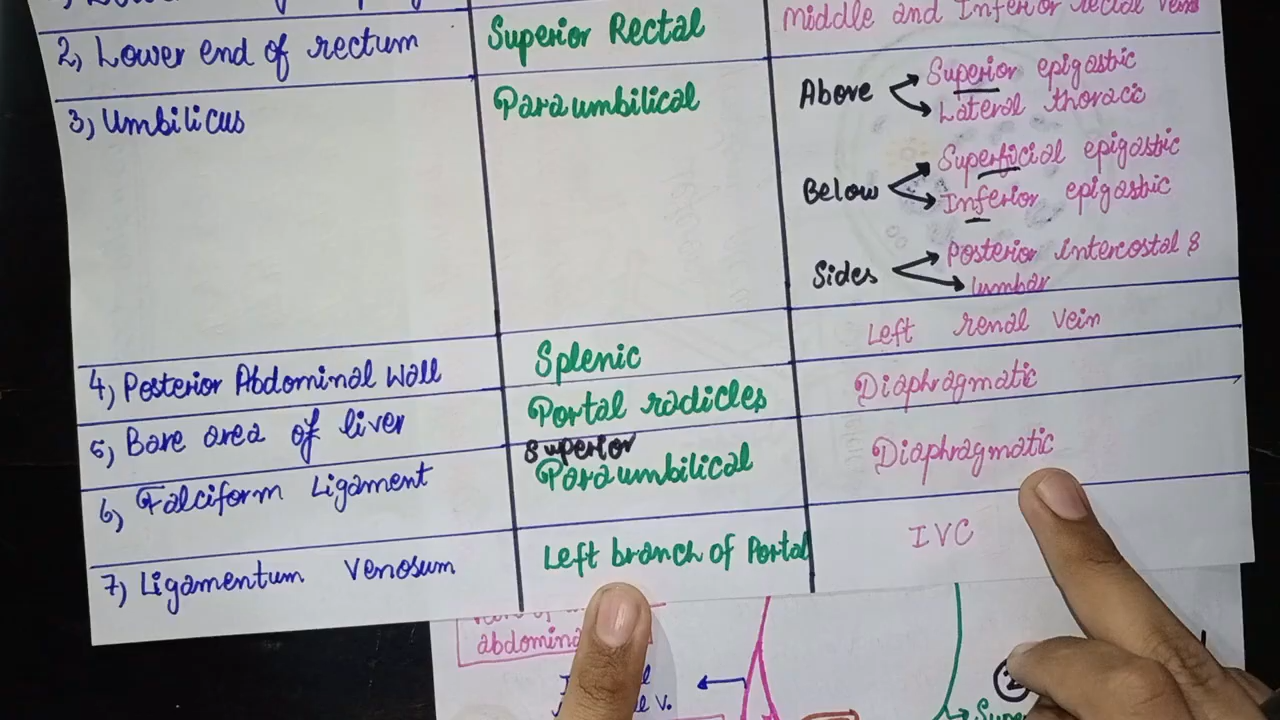 2) Lower end of rectum Superior Rectal Middle and Inferior rectal veins
3) Umbilicus Paraumbilical
Above Superior epigastric
Lateral thoracic
Below Superficial epigastric
Inferior epigastric
Sides Posterior intercostal &
lumbar
4) Posterior Abdominal Wall Splenic Left renal vein
5) Bare area of liver Portal radicles Diaphragmatic
6) Falciform Ligament Superior Paraumbilical Diaphragmatic
7) Ligamentum Venosum Left branch of Portal IVC